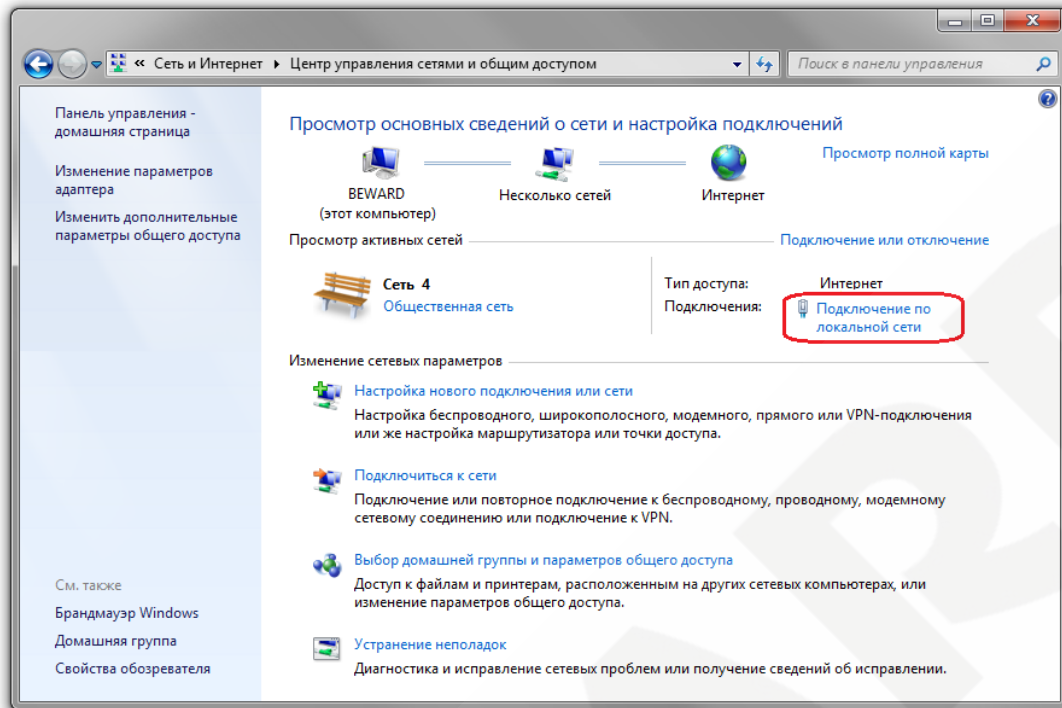 « Сеть и Интернет ▸ Центр управления сетями и общим доступом
Поиск в панели управления
Панель управления -
домашняя страница
Изменение параметров
адаптера
Изменить дополнительные
параметры общего доступа
Просмотр основных сведений о сети и настройка подключений
Просмотр полной карты
BEWARD
(этот компьютер)
Несколько сетей
Интернет
Просмотр активных сетей
Подключение или отключение
Сеть 4
Общественная сеть
Тип доступа: Интернет
Подключения: Подключение по
локальной сети
Изменение сетевых параметров
Настройка нового подключения или сети
Настройка беспроводного, широкополосного, модемного, прямого или VPN-подключения
или же настройка маршрутизатора или точки доступа.
Подключиться к сети
Подключение или повторное подключение к беспроводному, проводному, модемному
сетевому соединению или подключение к VPN.
Выбор домашней группы и параметров общего доступа
Доступ к файлам и принтерам, расположенным на других сетевых компьютерах, или
изменение параметров общего доступа.
Устранение неполадок
Диагностика и исправление сетевых проблем или получение сведений об исправлении.
См. также
Брандмауэр Windows
Домашняя группа
Свойства обозревателя